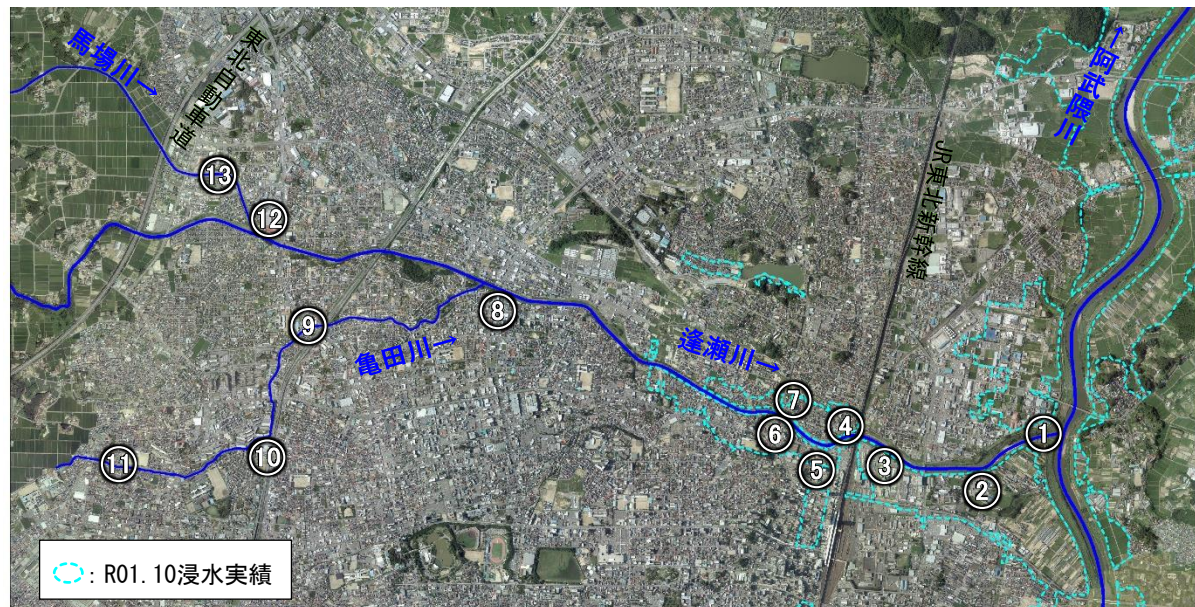 馬場川→
東北自動車道
←阿武隈川
JR東北新幹線
⑬
⑫
⑨
⑧
亀田川→
逢瀬川→
⑦
⑥
④
①
⑤
③
②
⑩
⑪
: R01.10浸水実績